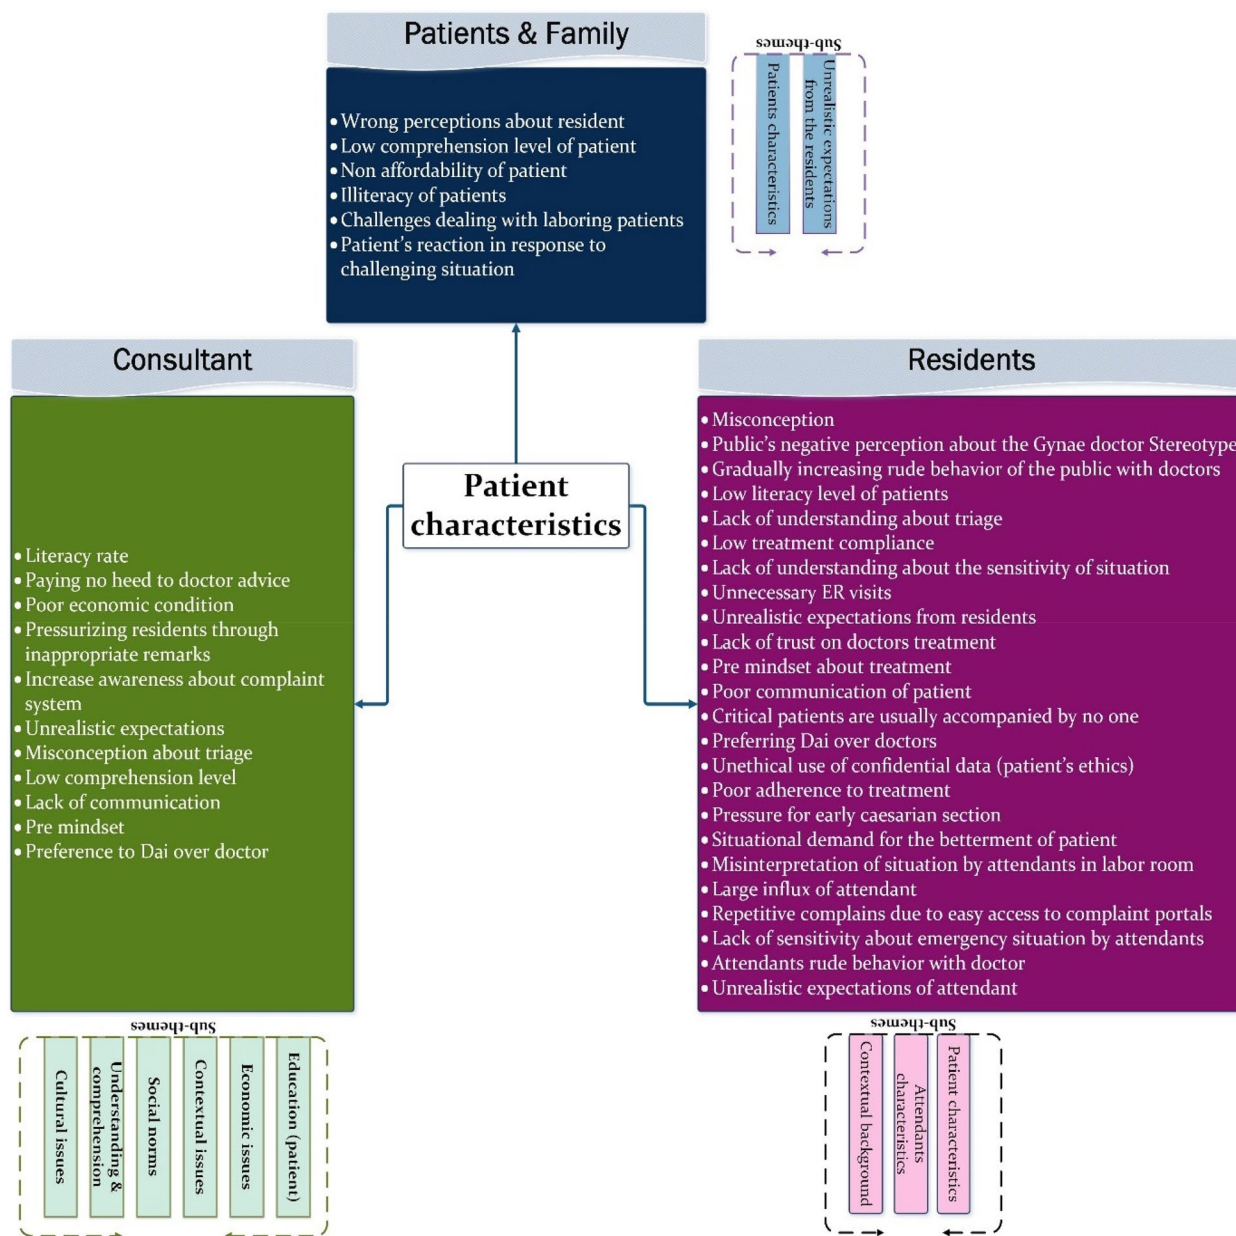 Patients & Family
• Wrong perceptions about resident
• Low comprehension level of patient
• Non affordability of patient
• Illiteracy of patients
• Challenges dealing with laboring patients
• Patient's reaction in response to
challenging situation
Sub-themes
Unrealistic expectations
from the residents
Patients characteristics
Patient
characteristics
Consultant
• Literacy rate
• Paying no heed to doctor advice
• Poor economic condition
• Pressurizing residents through
inappropriate remarks
• Increase awareness about complaint
system
• Unrealistic expectations
• Misconception about triage
• Low comprehension level
• Lack of communication
• Pre mindset
• Preference to Dai over doctor
Sub-themes
Education (patient)
Economic issues
Contextual issues
Social norms
Understanding &
comprehension
Cultural issues
Residents
• Misconception
• Public's negative perception about the Gynae doctor Stereotype
• Gradually increasing rude behavior of the public with doctors
• Low literacy level of patients
• Lack of understanding about triage
• Low treatment compliance
• Lack of understanding about the sensitivity of situation
• Unnecessary ER visits
• Unrealistic expectations from residents
• Lack of trust on doctors treatment
• Pre mindset about treatment
• Poor communication of patient
• Critical patients are usually accompanied by no one
• Preferring Dai over doctors
• Unethical use of confidential data (patient's ethics)
• Poor adherence to treatment
• Pressure for early caesarian section
• Situational demand for the betterment of patient
• Misinterpretation of situation by attendants in labor room
• Large influx of attendant
• Repetitive complains due to easy access to complaint portals
• Lack of sensitivity about emergency situation by attendants
• Attendants rude behavior with doctor
• Unrealistic expectations of attendant
Sub-themes
Patient characteristics
Attendants
characteristics
Contextual background